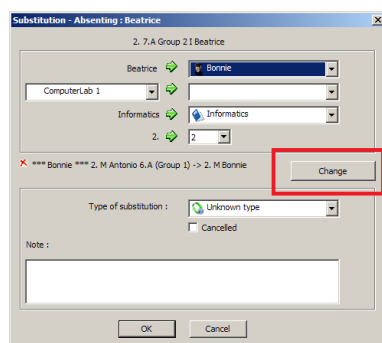 Substitution - Absenting : Beatrice
2. 7.A Group 2 I Beatrice
Beatrice Bonnie
ComputerLab 1
Informatics Informatics
2. 2
*** Bonnie *** 2. M Antonio 6.A (Group 1) -> 2. M Bonnie
Change
Type of substitution : Unknown type
Cancelled
Note :
OK Cancel